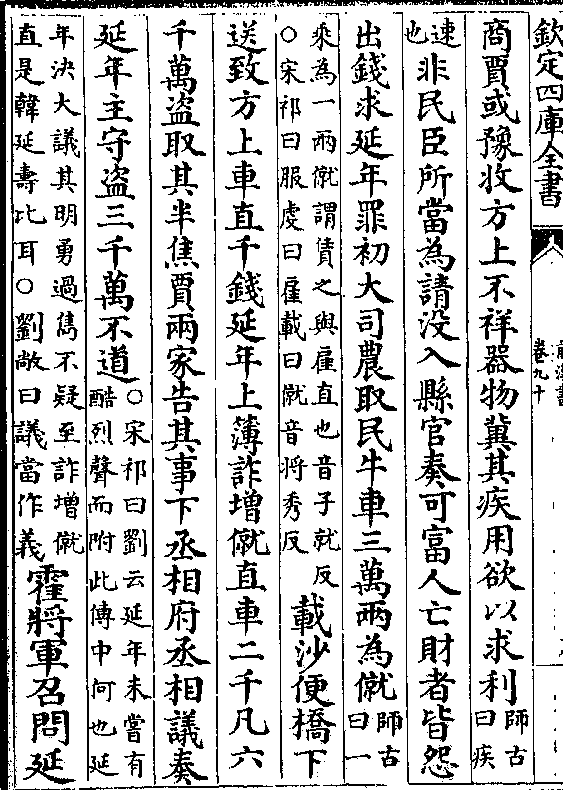 欽定四庫全書
卷九十
商賈或豫收方上不祥器物冀其疾用欲以求利
師古
曰疾
速
也
非民臣所當為請没入縣官奏可富人亡財者皆怨
出錢求延年罪初大司農取民牛車三萬兩為僦
師古
曰一
乘為一兩僦謂賃之與雇直也音子就反
○宋祁曰服虔曰雇載曰僦音將秀反
載沙便橋下
送致方上車直千錢延年上簿詐增僦直車二千凡六
千萬盗取其半焦賈兩家告其事下丞相府丞相議奏
延年主守盗三千萬不道
○宋祁曰劉云延年未嘗有
酷烈聲而附此傳中何也延
年決大議其明勇過雋不疑至詐增僦
直是韓延壽比耳○劉敞曰議當作義
霍將軍召問延